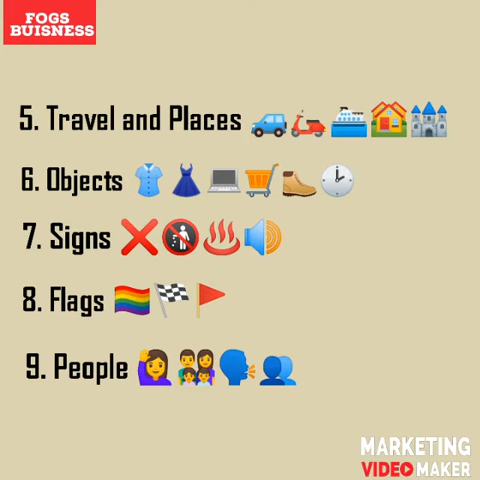 FOGS
BUISNESS
5. Travel and Places
6. Objects
7. Signs
8. Flags
9. People
MARKETING
VIDEO MAKER